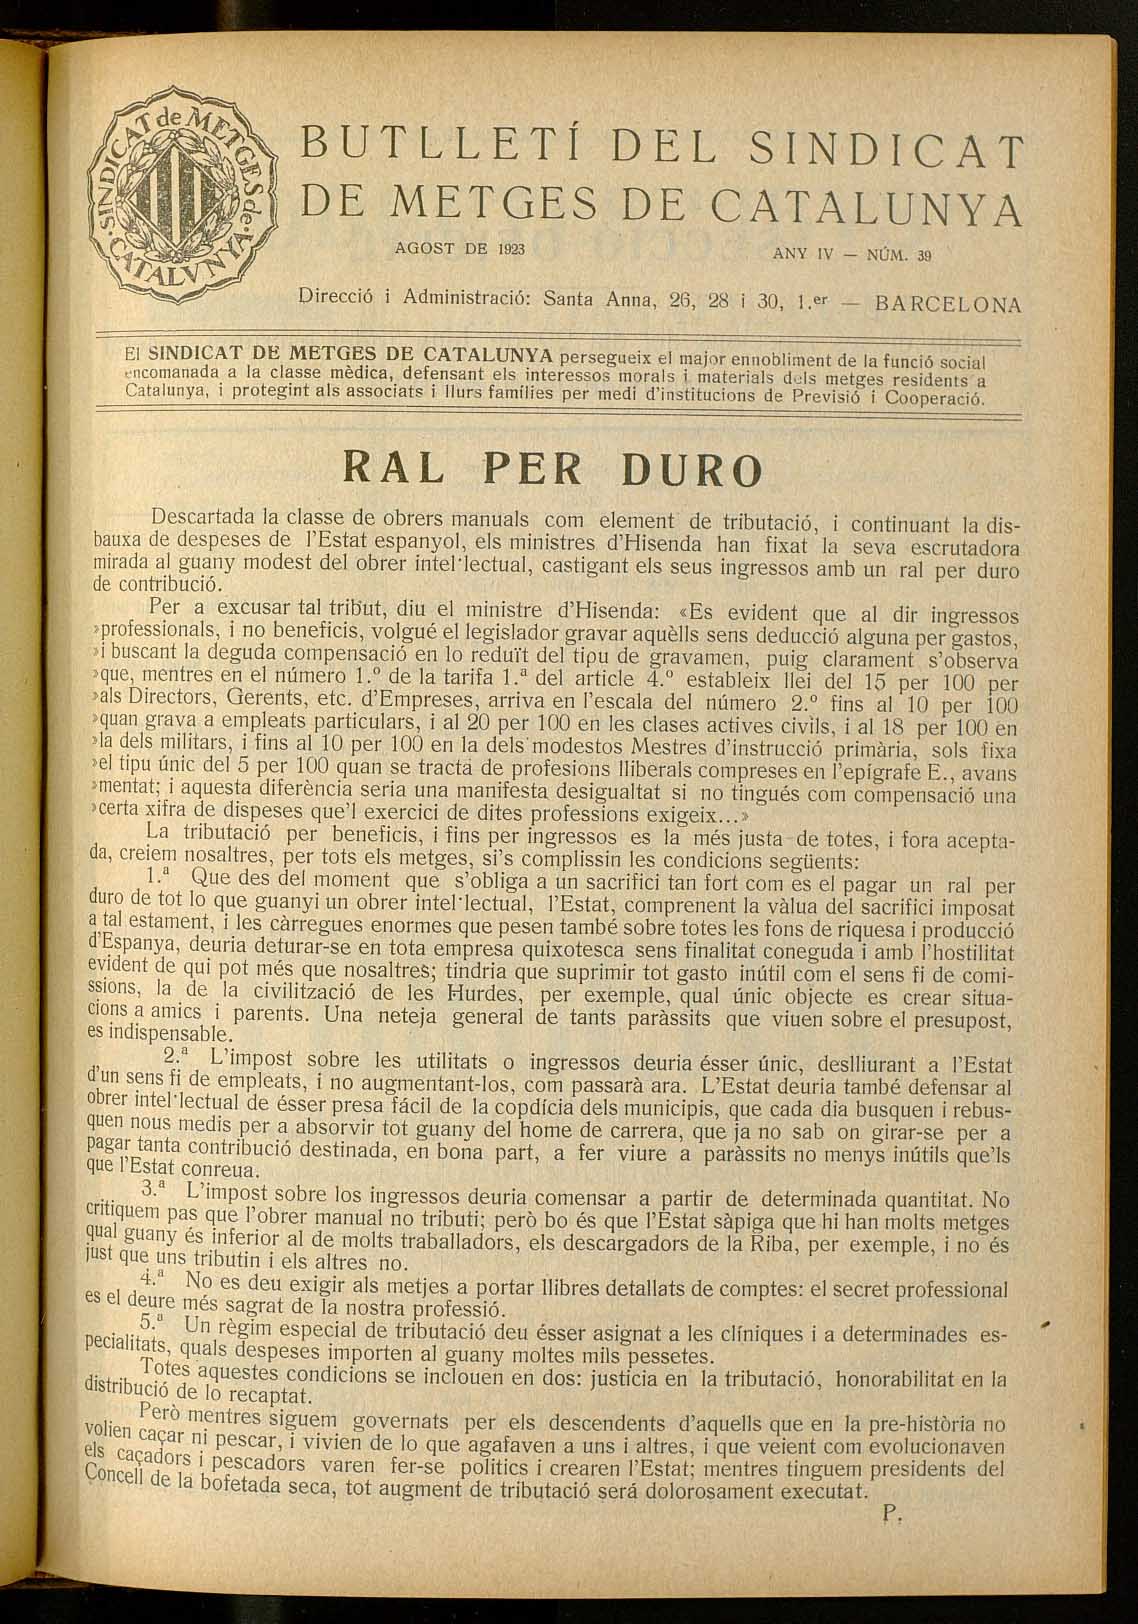 SINDICAT de METGES de CATALVNYA
BUTLLETÍ DEL SINDICAT
DE METGES DE CATALUNYA
AGOST DE 1923 ANY IV — NÚM. 39
Direcció i Administració: Santa Anna, 26, 28 i 30, 1.er — BARCELONA
El SINDICAT DE METGES DE CATALUNYA persegueix el major ennobliment de la funció social
encomanada a la classe mèdica, defensant els interessos morals i materials dels metges residents a
Catalunya, i protegint als associats i llurs famílies per medi d'institucions de Previsió i Cooperació.
RAL PER DURO
Descartada la classe de obrers manuals com element de tributació, i continuant la dis-
bauxa de despeses de l'Estat espanyol, els ministres d'Hisenda han fixat la seva escrutadora
mirada al guany modest del obrer intel·lectual, castigant els seus ingressos amb un ral per duro
de contribució.
Per a excusar tal tribut, diu el ministre d'Hisenda: «Es evident que al dir ingressos
»professionals, i no beneficis, volgué el legislador gravar aquèlls sens deducció alguna per gastos,
»i buscant la deguda compensació en lo reduït del tipu de gravamen, puig clarament s'observa
»que, mentres en el número 1.º de la tarifa 1.ª del article 4.º estableix llei del 15 per 100 per
»als Directors, Gerents, etc. d'Empreses, arriva en l'escala del número 2.º fins al 10 per 100
»quan grava a empleats particulars, i al 20 per 100 en les clases actives civils, i al 18 per 100 en
»la dels militars, i fins al 10 per 100 en la dels modestos Mestres d'instrucció primària, sols fixa
»el tipu únic del 5 per 100 quan se tracta de profesions lliberals compreses en l'epígrafe E., avans
»mentat; i aquesta diferència seria una manifesta desigualtat si no tingués com compensació una
»certa xifra de dispeses que'l exercici de dites professions exigeix...»
La tributació per beneficis, i fins per ingressos es la més justa de totes, i fora acepta-
da, creiem nosaltres, per tots els metges, si's complissin les condicions següents:
1.ª Que des del moment que s'obliga a un sacrifici tan fort com es el pagar un ral per
duro de tot lo que guanyi un obrer intel·lectual, l'Estat, comprenent la vàlua del sacrifici imposat
a tal estament, i les càrregues enormes que pesen també sobre totes les fons de riquesa i producció
d'Espanya, deuria deturar-se en tota empresa quixotesca sens finalitat coneguda i amb l'hostilitat
evident de qui pot més que nosaltres; tindria que suprimir tot gasto inútil com el sens fi de comi-
ssions, la de la civilització de les Hurdes, per exemple, qual únic objecte es crear situa-
cions a amics i parents. Una neteja general de tants paràssits que viuen sobre el presupost,
es indispensable.
2.ª L'impost sobre les utilitats o ingressos deuria ésser únic, deslliurant a l'Estat
d'un sens fi de empleats, i no augmentant-los, com passarà ara. L'Estat deuria també defensar al
obrer intel·lectual de ésser presa fácil de la copdícia dels municipis, que cada dia busquen i rebus-
quen nous medis per a absorvir tot guany del home de carrera, que ja no sab on girar-se per a
pagar tanta contribució destinada, en bona part, a fer viure a paràssits no menys inútils que'ls
que l'Estat conreua.
3.ª L'impost sobre los ingressos deuria comensar a partir de determinada quantitat. No
critiquem pas que l'obrer manual no tributi; però bo és que l'Estat sàpiga que hi han molts metges
qual guany és inferior al de molts traballadors, els descargadors de la Riba, per exemple, i no és
just que uns tributin i els altres no.
4.ª No es deu exigir als metjes a portar llibres detallats de comptes: el secret professional
es el deure més sagrat de la nostra professió.
5.ª Un règim especial de tributació deu ésser asignat a les clíniques i a determinades es-
pecialitats, quals despeses importen al guany moltes mils pessetes.
Totes aquestes condicions se inclouen en dos: justicia en la tributació, honorabilitat en la
distribució de lo recaptat.
Però mentres siguem governats per els descendents d'aquells que en la pre-història no
volien caçar ni pescar, i vivien de lo que agafaven a uns i altres, i que veient com evolucionaven
els caçadors i pescadors varen fer-se polítics i crearen l'Estat; mentres tinguem presidents del
Concell de la bofetada seca, tot augment de tributació será dolorosament executat.
P.